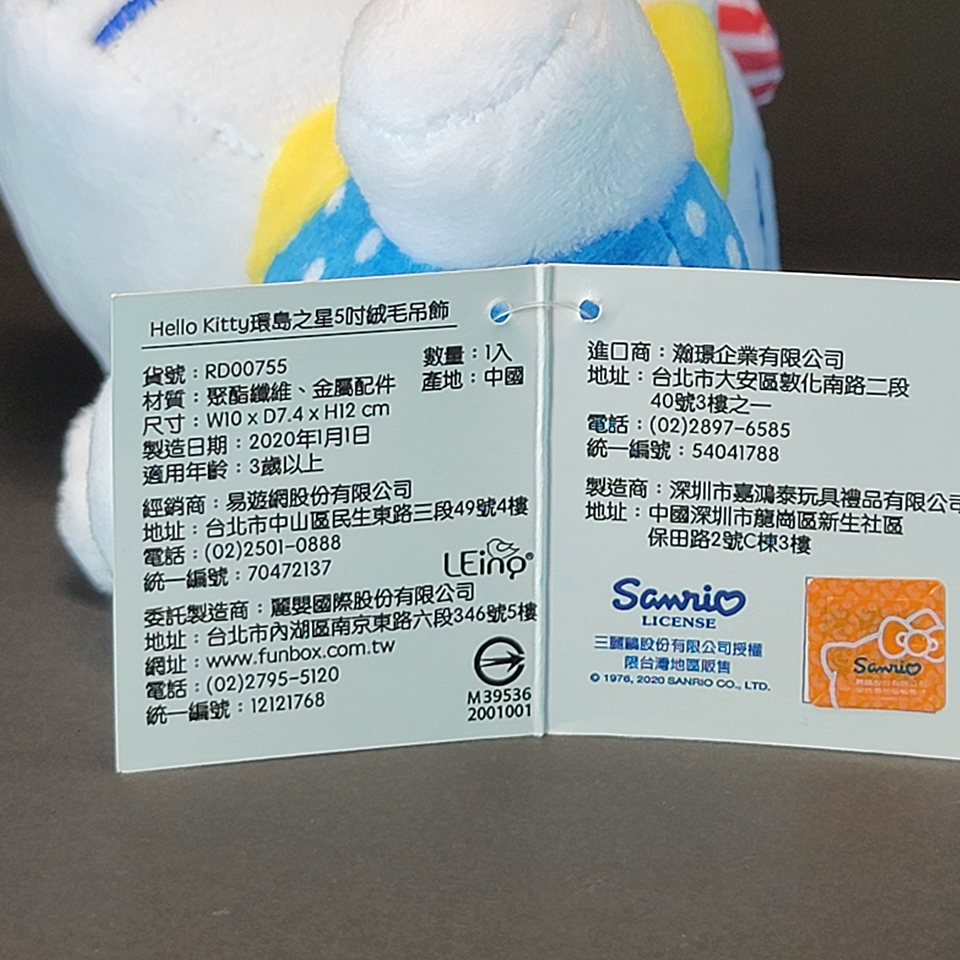 Hello Kitty環島之星5吋絨毛吊飾
貨號：RD00755 數量：1入
材質：聚酯纖維、金屬配件 產地：中國
尺寸：W10 x D7.4 x H12 cm
製造日期：2020年1月1日
適用年齡：3歲以上
經銷商：易遊網股份有限公司
地址：台北市中山區民生東路三段49號4樓
電話：(02)2501-0888
統一編號：70472137
LEino®
委託製造商：麗嬰國際股份有限公司
地址：台北市內湖區南京東路六段346號5樓
網址：www.funbox.com.tw
電話：(02)2795-5120
統一編號：12121768
M39536
2001001
進口商：瀚環企業有限公司
地址：台北市大安區敦化南路二段
40號3樓之一
電話：(02)2897-6585
統一編號：54041788
製造商：深圳市嘉鴻泰玩具禮品有限公司
地址：中國深圳市龍崗區新生社區
保田路2號C棟3樓
Sanrio
LICENSE
三麗鷗股份有限公司授權
限台灣地區販售
© 1976, 2020 SANRIO CO., LTD.
Sanrio